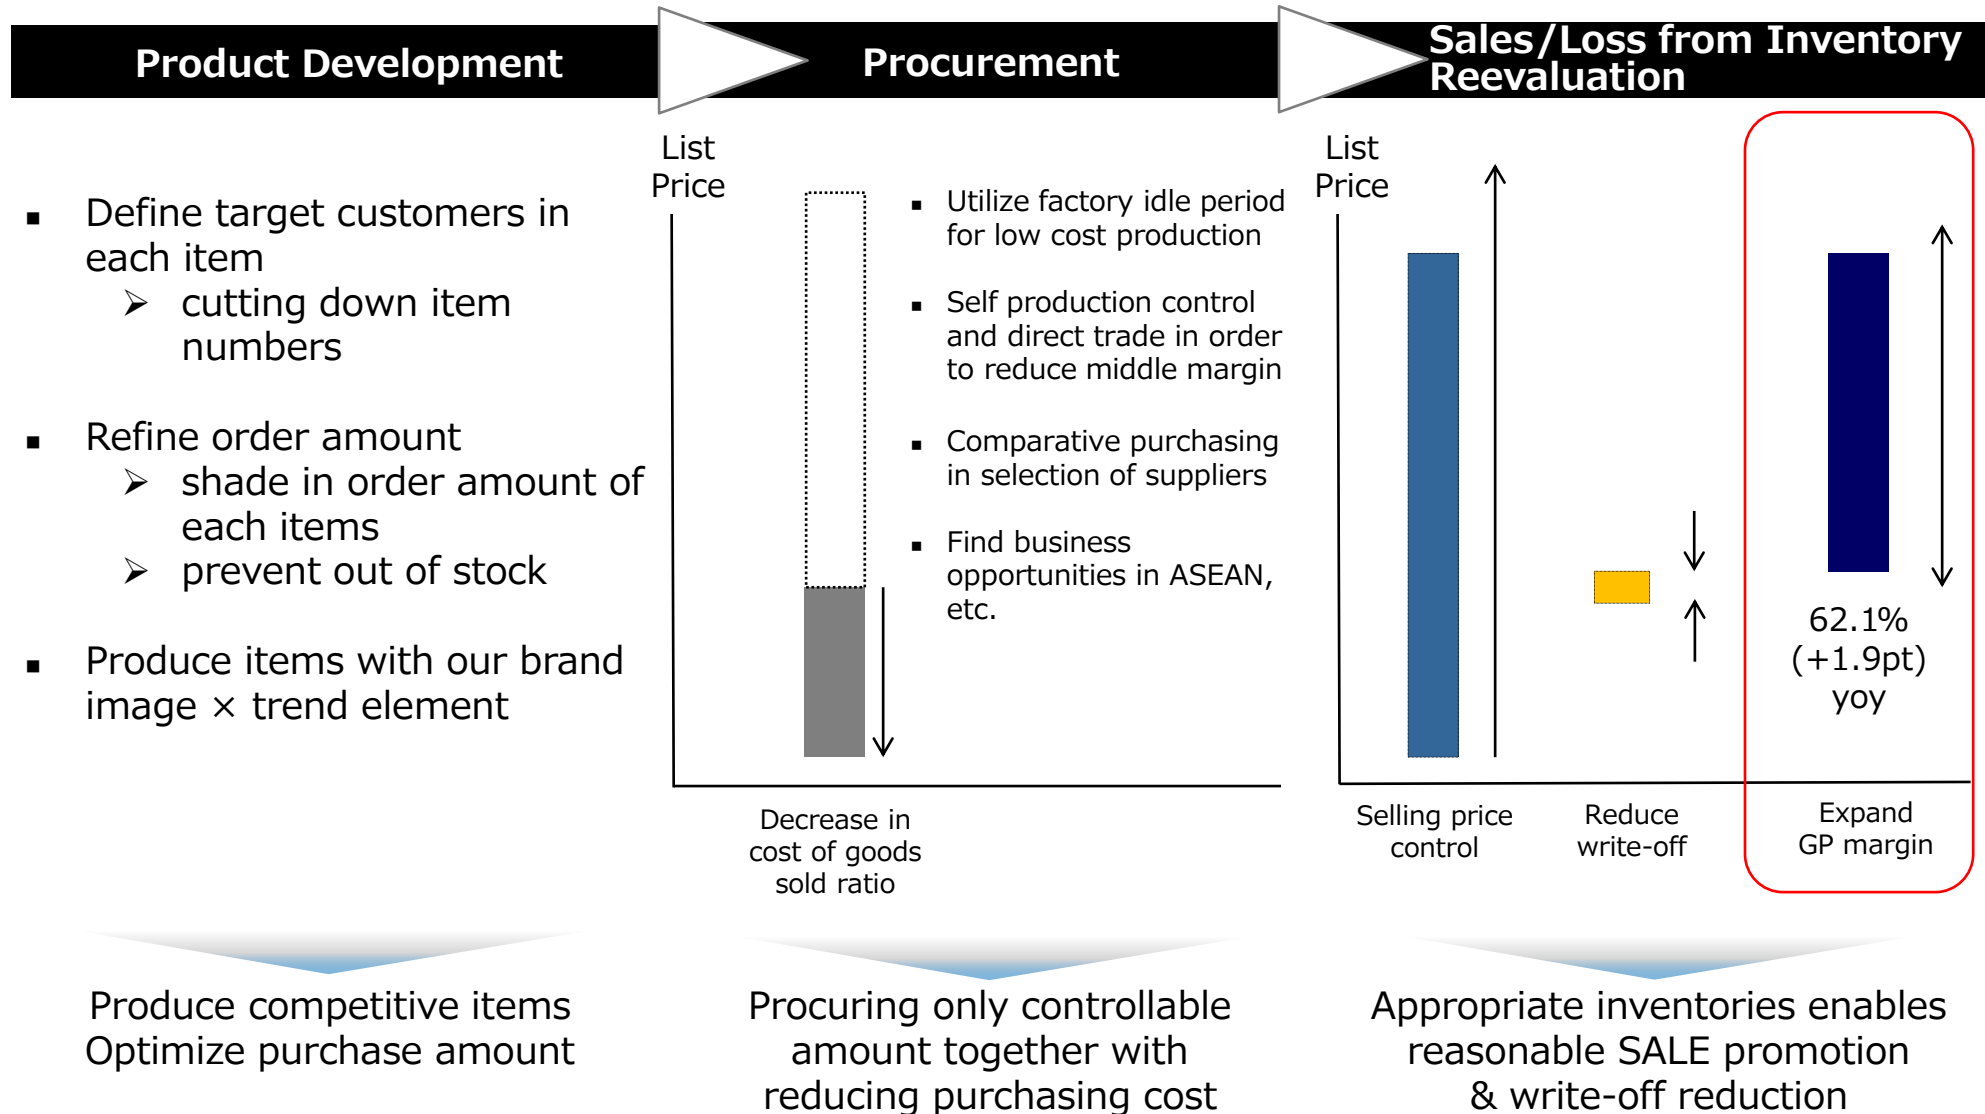 Product Development
Procurement
Sales/Loss from Inventory
Reevaluation
▪ Define target customers in
each item
➢ cutting down item
numbers
▪ Refine order amount
➢ shade in order amount of
each items
➢ prevent out of stock
▪ Produce items with our brand
image × trend element
List
Price
▪ Utilize factory idle period
for low cost production
▪ Self production control
and direct trade in order
to reduce middle margin
▪ Comparative purchasing
in selection of suppliers
▪ Find business
opportunities in ASEAN,
etc.
Decrease in
cost of goods
sold ratio
List
Price
62.1%
(+1.9pt)
yoy
Selling price
control
Reduce
write-off
Expand
GP margin
Produce competitive items
Optimize purchase amount
Procuring only controllable
amount together with
reducing purchasing cost
Appropriate inventories enables
reasonable SALE promotion
& write-off reduction